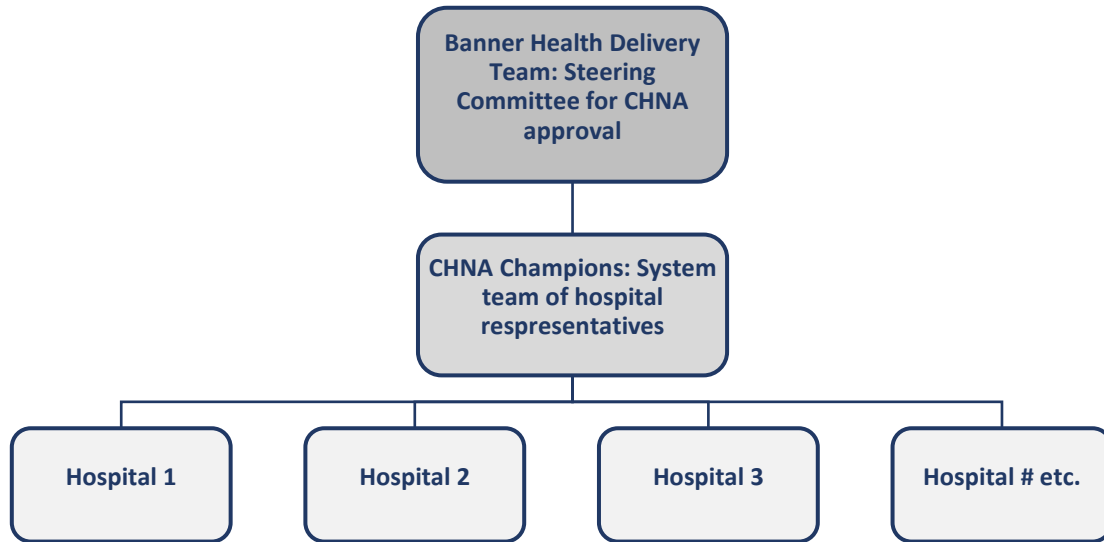 Banner Health Delivery
Team: Steering
Committee for CHNA
approval
CHNA Champions: System
team of hospital
respresentatives
Hospital 1
Hospital 2
Hospital 3
Hospital # etc.